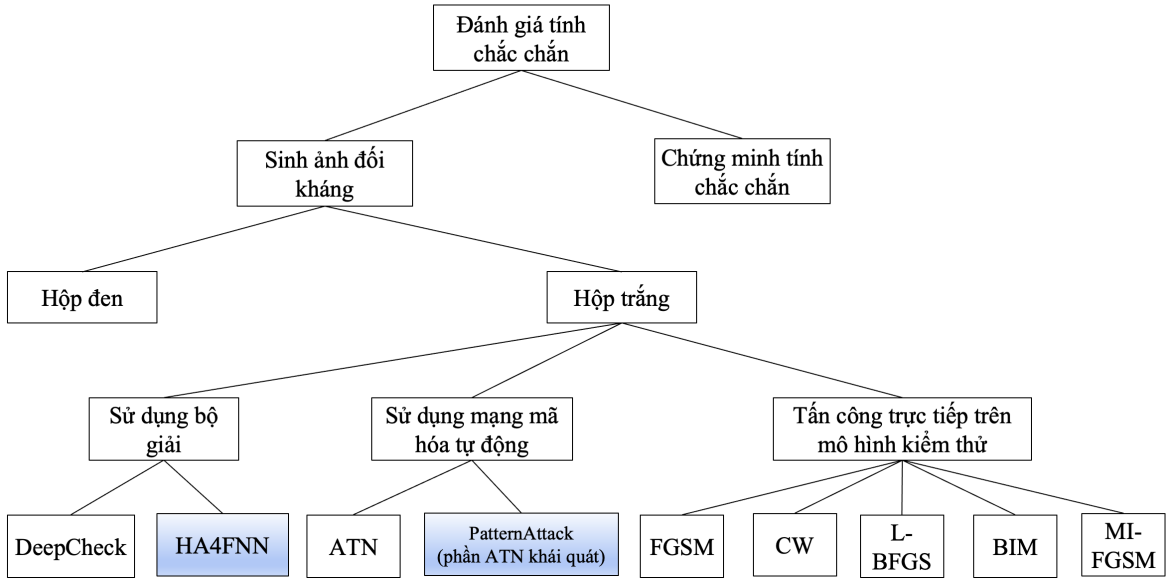 Đánh giá tính
chắc chắn
Sinh ảnh đối
kháng
Chứng minh tính
chắc chắn
Hộp đen
Hộp trắng
Sử dụng bộ
giải
Sử dụng mạng mã
hóa tự động
Tấn công trực tiếp trên
mô hình kiểm thử
DeepCheck
HA4FNN
ATN
PatternAttack
(phần ATN khái quát)
FGSM
CW
L-
BFGS
BIM
MI-
FGSM